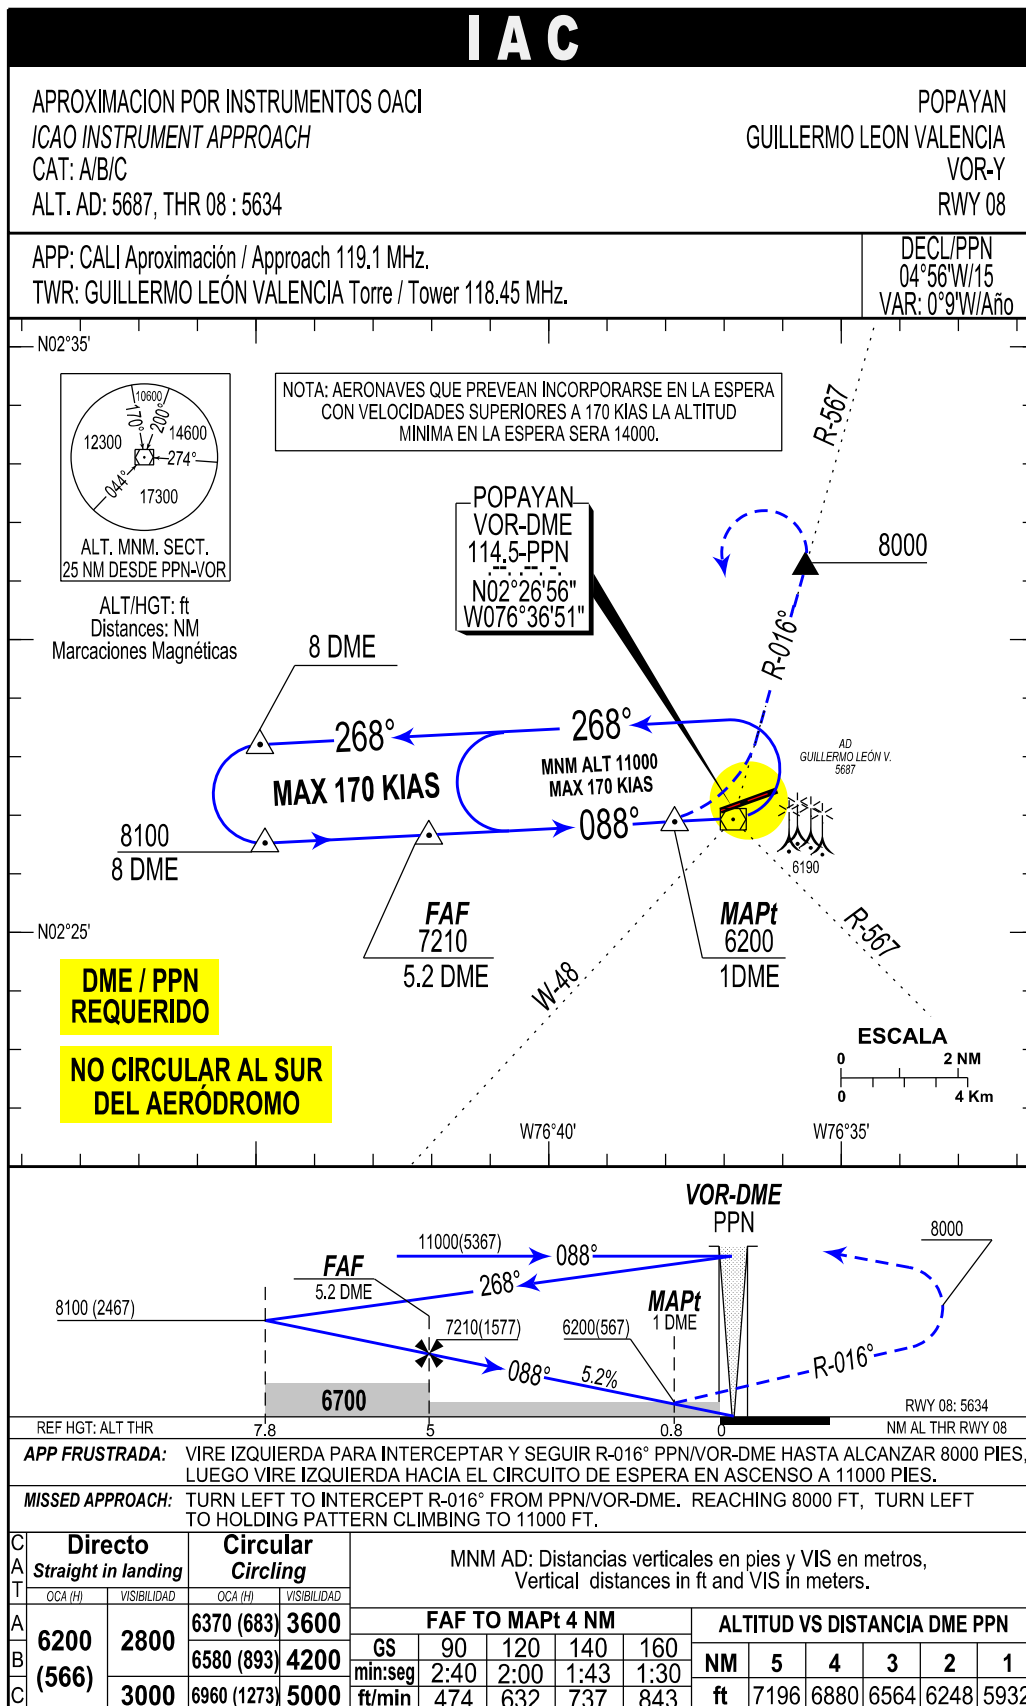 IAC
APROXIMACION POR INSTRUMENTOS OACI
ICAO INSTRUMENT APPROACH
CAT: A/B/C
ALT. AD: 5687, THR 08 : 5634
POPAYAN
GUILLERMO LEON VALENCIA
VOR-Y
RWY 08
APP: CALI Aproximación / Approach 119.1 MHz.
TWR: GUILLERMO LEÓN VALENCIA Torre / Tower 118.45 MHz.
DECL/PPN
04°56'W/15
VAR: 0°9'W/Año
N02°35'
10600
170°
200°
12300
14600
274°
044°
17300
ALT. MNM. SECT.
25 NM DESDE PPN-VOR
ALT/HGT: ft
Distances: NM
Marcaciones Magnéticas
NOTA: AERONAVES QUE PREVEAN INCORPORARSE EN LA ESPERA
CON VELOCIDADES SUPERIORES A 170 KIAS LA ALTITUD
MINIMA EN LA ESPERA SERA 14000.
R-567
POPAYAN
VOR-DME
114.5-PPN
.--. .--. -.
N02°26'56"
W076°36'51"
8000
R-016°
8 DME
268°
268°
MAX 170 KIAS
MNM ALT 11000
MAX 170 KIAS
AD
GUILLERMO LEÓN V.
5687
088°
8100
8 DME
6190
FAF
7210
5.2 DME
MAPt
6200
1DME
R-567
W-48
N02°25'
DME / PPN
REQUERIDO
NO CIRCULAR AL SUR
DEL AERÓDROMO
ESCALA
0 2 NM
0 4 Km
W76°40'
W76°35'
VOR-DME
PPN
11000(5367)
088°
8000
FAF
5.2 DME
268°
MAPt
1 DME
8100 (2467)
7210(1577)
6200(567)
088°
5.2%
R-016°
6700
RWY 08: 5634
REF HGT: ALT THR
7.8
5
0.8
0
NM AL THR RWY 08
APP FRUSTRADA: VIRE IZQUIERDA PARA INTERCEPTAR Y SEGUIR R-016° PPN/VOR-DME HASTA ALCANZAR 8000 PIES,
LUEGO VIRE IZQUIERDA HACIA EL CIRCUITO DE ESPERA EN ASCENSO A 11000 PIES.
MISSED APPROACH: TURN LEFT TO INTERCEPT R-016° FROM PPN/VOR-DME. REACHING 8000 FT, TURN LEFT
TO HOLDING PATTERN CLIMBING TO 11000 FT.
CAT
Directo
Straight in landing
Circular
Circling
OCA (H) VISIBILIDAD OCA (H) VISIBILIDAD
A 6200 (566) 2800 6370 (683) 3600
B 6580 (893) 4200
C 3000 6960 (1273) 5000
MNM AD: Distancias verticales en pies y VIS en metros,
Vertical distances in ft and VIS in meters.
FAF TO MAPt 4 NM
GS 90 120 140 160
min:seg 2:40 2:00 1:43 1:30
ft/min 474 632 737 843
ALTITUD VS DISTANCIA DME PPN
NM 5 4 3 2 1
ft 7196 6880 6564 6248 5932